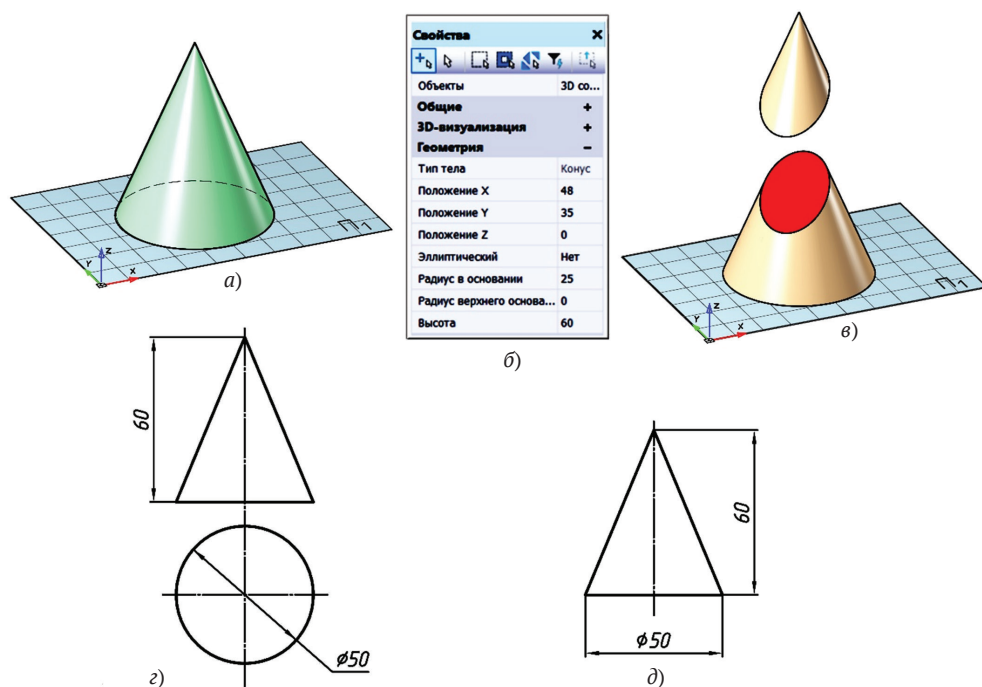 Свойства
Объекты 3D со...
Общие +
3D-визуализация +
Геометрия −
Тип тела Конус
Положение X 48
Положение Y 35
Положение Z 0
Эллиптический Нет
Радиус в основании 25
Радиус верхнего основа... 0
Высота 60
Z
Y
X
П1
а)
б)
Z
Y
X
П1
в)
60
ϕ50
г)
60
ϕ50
д)